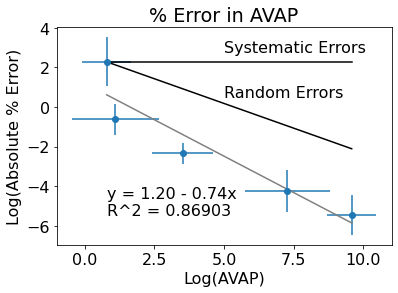 % Error in AVAP
Log(Absolute % Error)
4
2
0
−2
−4
−6
Systematic Errors
Random Errors
y = 1.20 - 0.74x
R^2 = 0.86903
0.0 2.5 5.0 7.5 10.0
Log(AVAP)